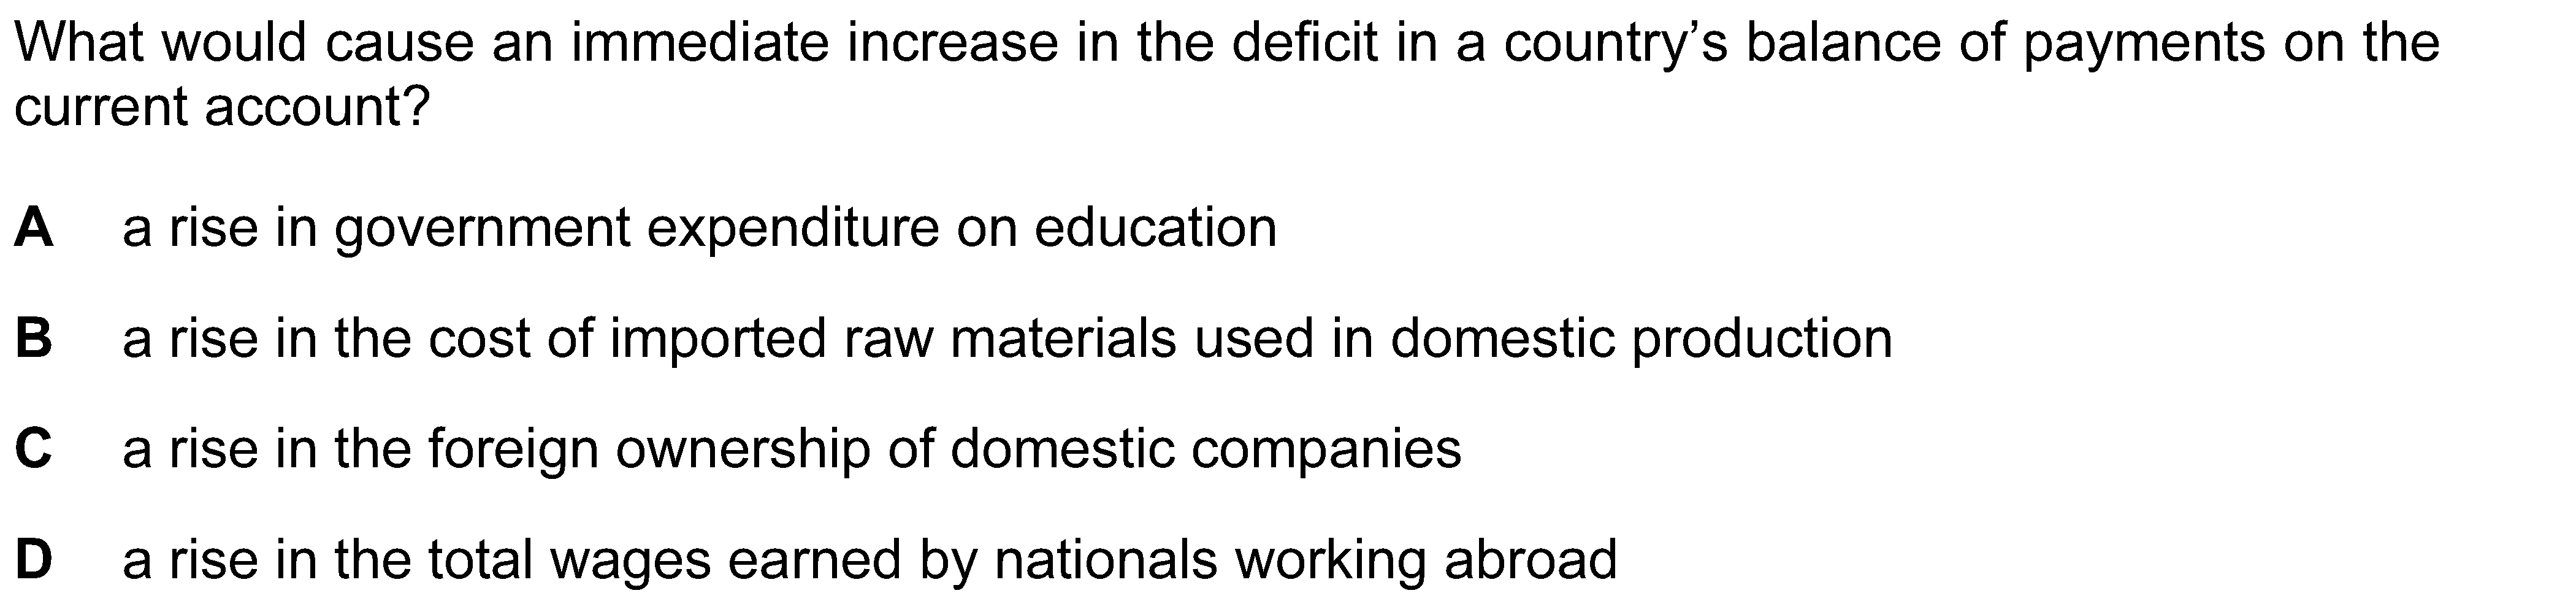 What would cause an immediate increase in the deficit in a country’s balance of payments on the
current account?
A a rise in government expenditure on education
B a rise in the cost of imported raw materials used in domestic production
C a rise in the foreign ownership of domestic companies
D a rise in the total wages earned by nationals working abroad